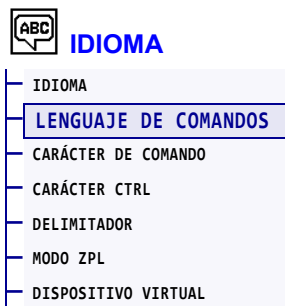 ABC
IDIOMA
IDIOMA
LENGUAJE DE COMANDOS
CARÁCTER DE COMANDO
CARÁCTER CTRL
DELIMITADOR
MODO ZPL
DISPOSITIVO VIRTUAL